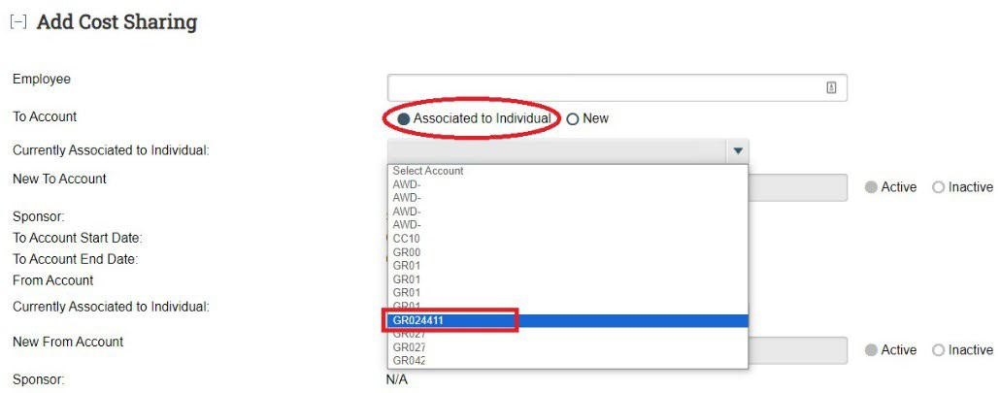 [-] Add Cost Sharing
Employee
To Account
Associated to Individual
New
Currently Associated to Individual:
Select Account
AWD-
AWD-
AWD-
AWD-
CC10
GR00
GR01
GR01
GR01
GR01
GR024411
GR027
GR027
GR042
New To Account
Active
Inactive
Sponsor:
To Account Start Date:
To Account End Date:
From Account
Currently Associated to Individual:
New From Account
Active
Inactive
Sponsor:
N/A